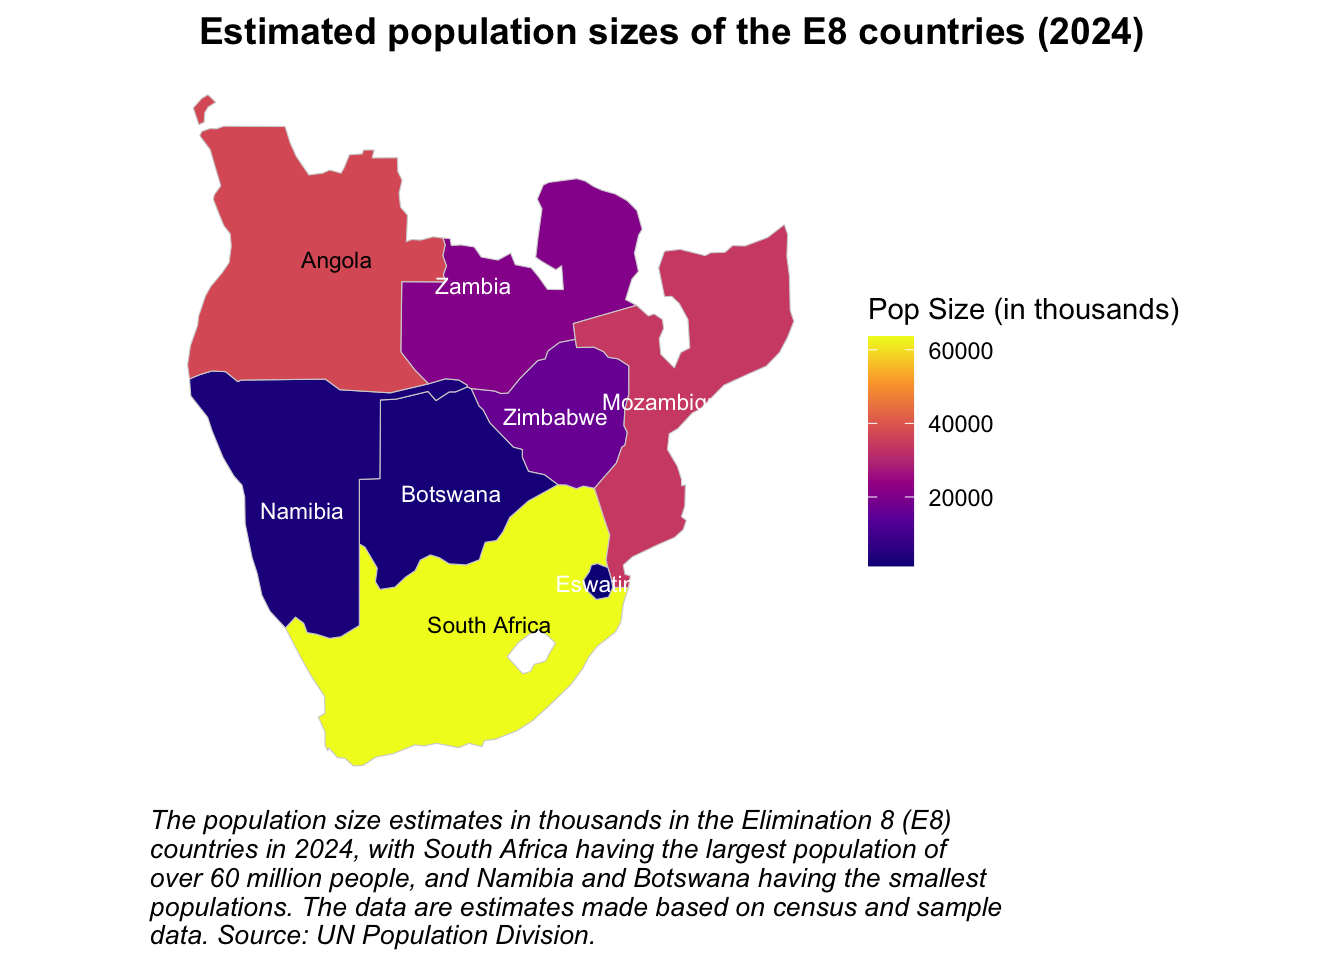 Estimated population sizes of the E8 countries (2024)
Angola
Zambia
Pop Size (in thousands)
60000
40000
20000
Mozambiq
Zimbabwe
Botswana
Namibia
Eswatin
South Africa
The population size estimates in thousands in the Elimination 8 (E8)
countries in 2024, with South Africa having the largest population of
over 60 million people, and Namibia and Botswana having the smallest
populations. The data are estimates made based on census and sample
data. Source: UN Population Division.